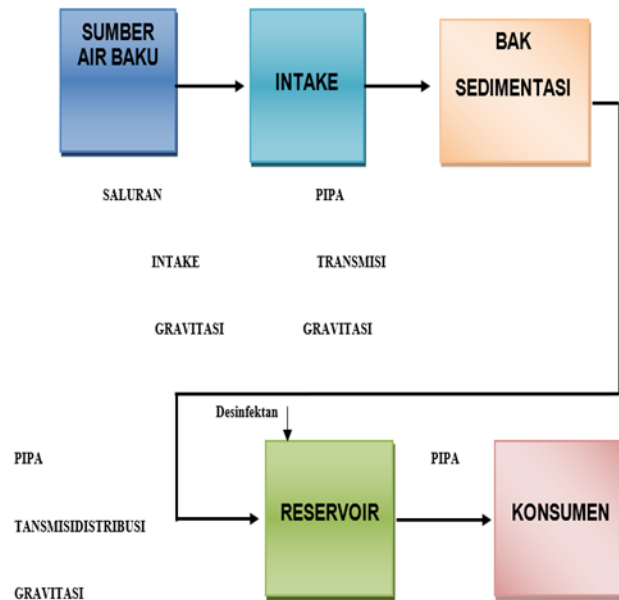 SUMBER
AIR BAKU
INTAKE
BAK
SEDIMENTASI
SALURAN
PIPA
INTAKE
TRANSMISI
GRAVITASI
GRAVITASI
Desinfektan
PIPA
TANSMISIDISTRIBUSI
GRAVITASI
RESERVOIR
PIPA
KONSUMEN